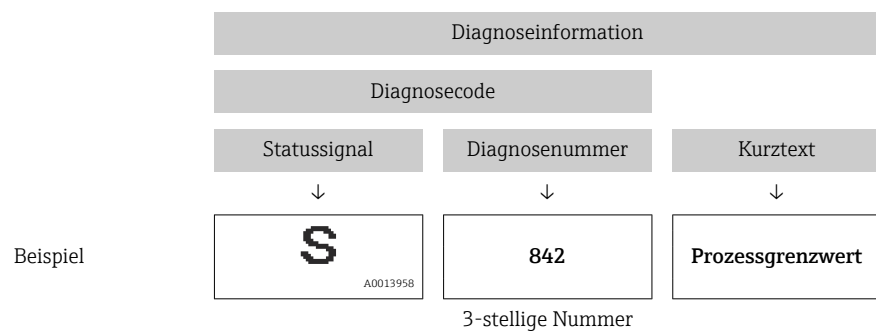 Diagnoseinformation
Diagnosecode
Statussignal Diagnosenummer Kurztext
↓ ↓ ↓
Beispiel S 842 Prozessgrenzwert
A0013958
3-stellige Nummer